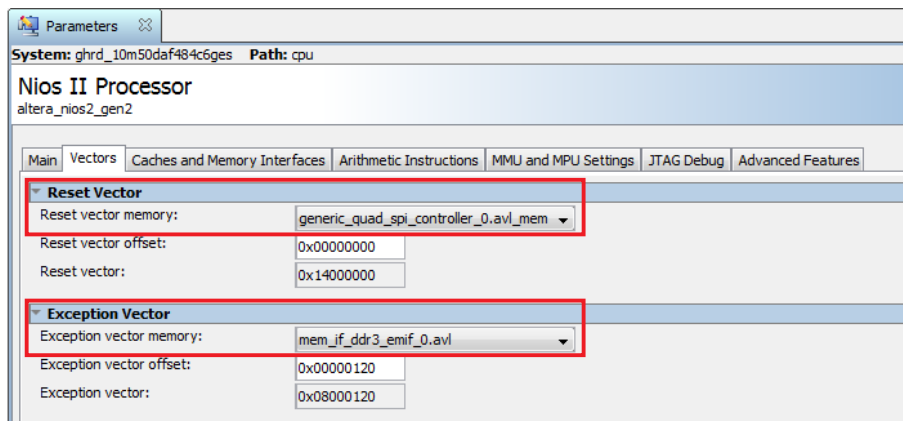 Parameters
System: ghrd_10m50daf484c6ges Path: cpu
Nios II Processor
altera_nios2_gen2
Main Vectors Caches and Memory Interfaces Arithmetic Instructions MMU and MPU Settings JTAG Debug Advanced Features
Reset Vector
Reset vector memory: generic_quad_spi_controller_0.avl_mem
Reset vector offset: 0x00000000
Reset vector: 0x14000000
Exception Vector
Exception vector memory: mem_if_ddr3_emif_0.avl
Exception vector offset: 0x00000120
Exception vector: 0x08000120